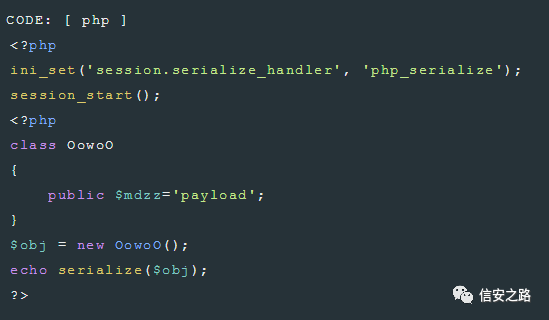 CODE: [ php ]
<?php
ini_set('session.serialize_handler', 'php_serialize');
session_start();
<?php
class OowoO
{
    public $mdzz='payload';
}
$obj = new OowoO();
echo serialize($obj);
?>
信安之路